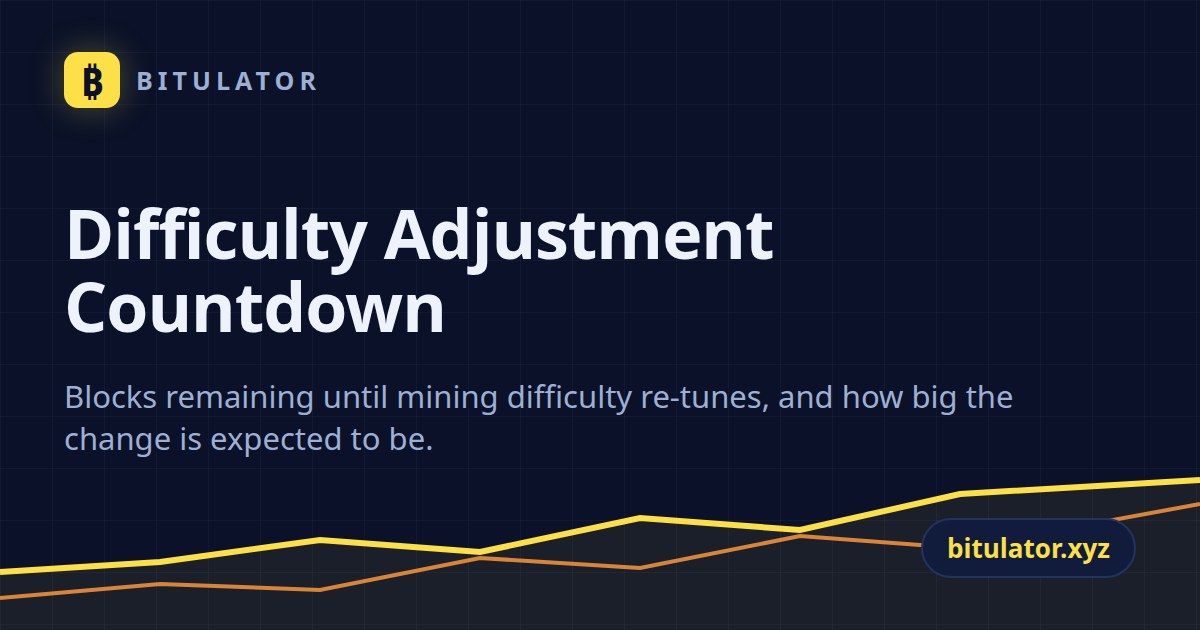 ₿ BITULATOR
Difficulty Adjustment
Countdown
Blocks remaining until mining difficulty re-tunes, and how big the
change is expected to be.
bitulator.xyz